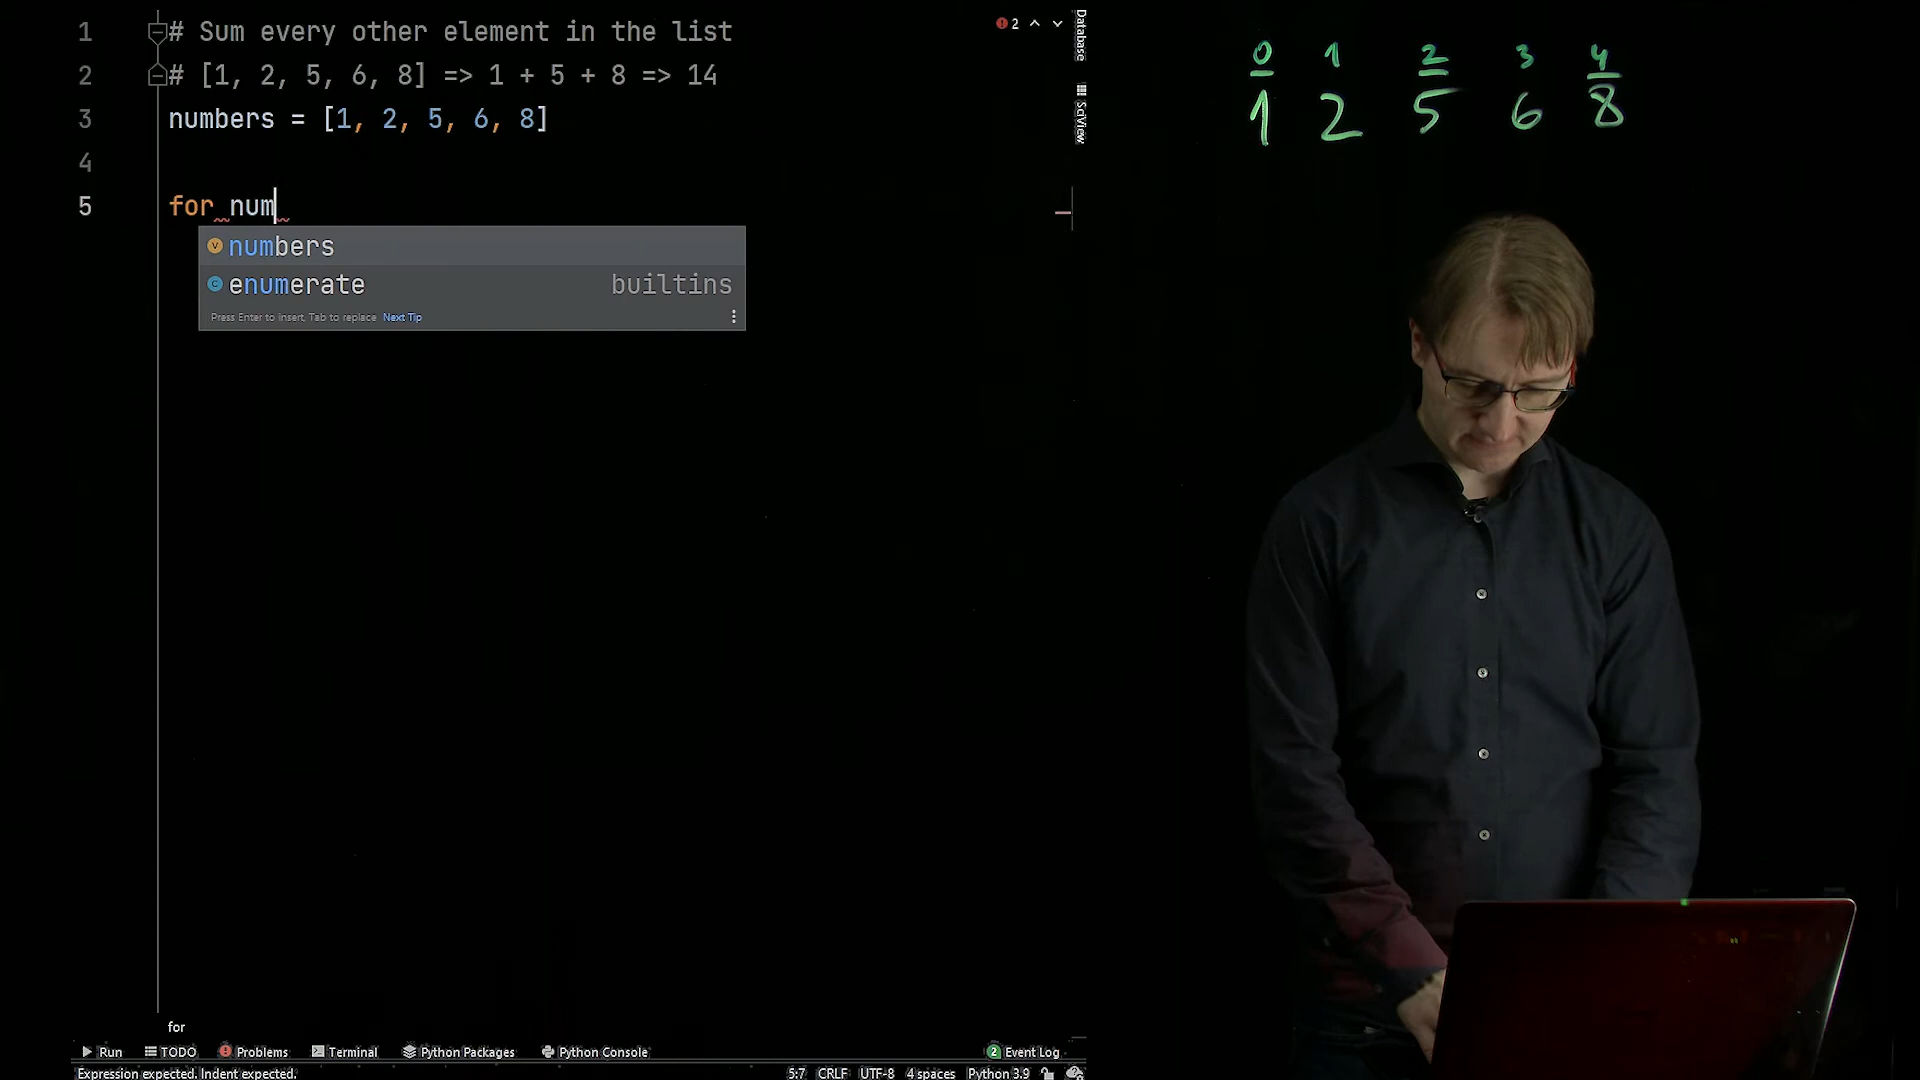 1 # Sum every other element in the list
2 # [1, 2, 5, 6, 8] => 1 + 5 + 8 => 14
3 numbers = [1, 2, 5, 6, 8]
4
5 for num
numbers
enumerate builtins
Press Enter to insert, Tab to replace Next Tip
2
Database
SciView
0 1 2 3 4
1 2 5 6 8
for
Run TODO Problems Terminal Python Packages Python Console 2 Event Log
Expression expected. Indent expected. 5:7 CRLF UTF-8 4 spaces Python 3.9